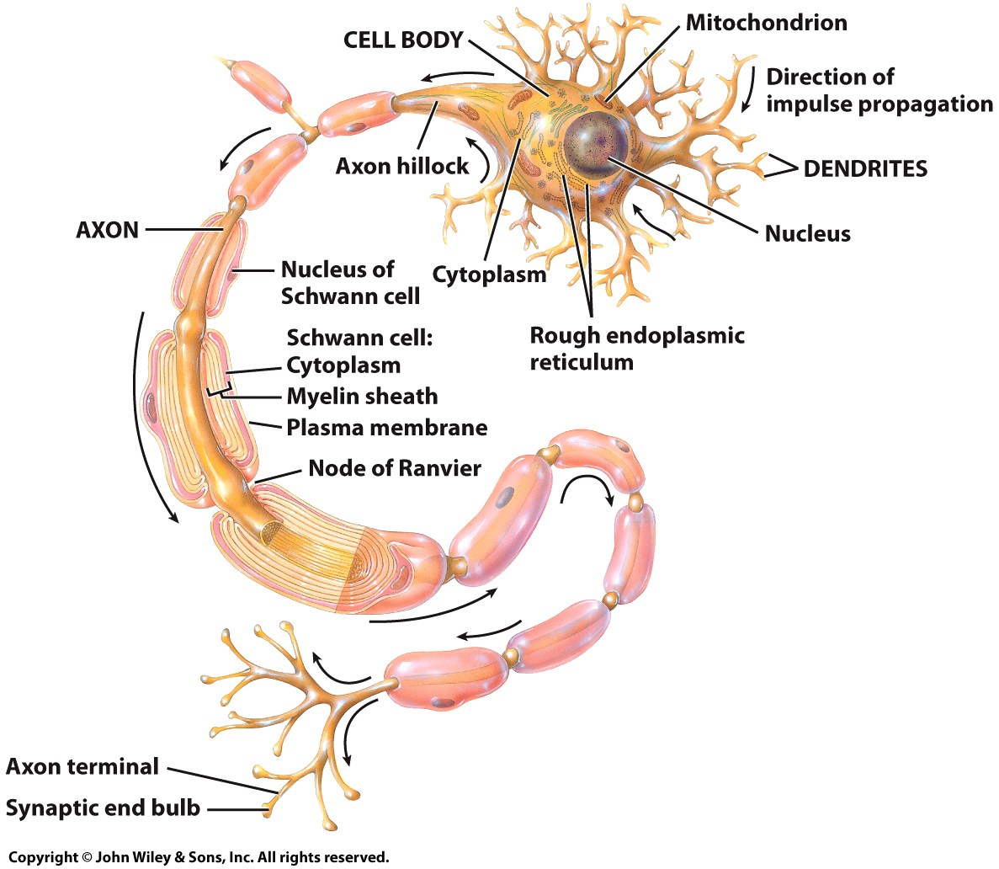 Mitochondrion
CELL BODY
Direction of
impulse propagation
Axon hillock
DENDRITES
AXON
Nucleus
Nucleus of
Schwann cell
Cytoplasm
Rough endoplasmic
reticulum
Schwann cell:
Cytoplasm
Myelin sheath
Plasma membrane
Node of Ranvier
Axon terminal
Synaptic end bulb
Copyright © John Wiley & Sons, Inc. All rights reserved.